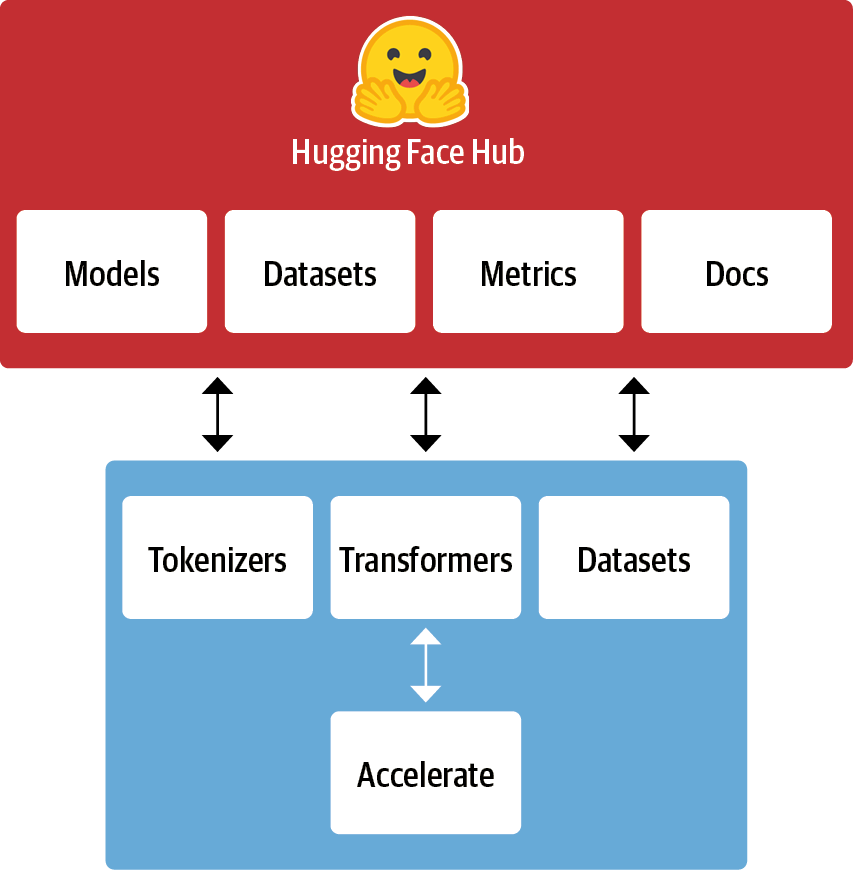 Hugging Face Hub
Models
Datasets
Metrics
Docs
Tokenizers
Transformers
Datasets
Accelerate